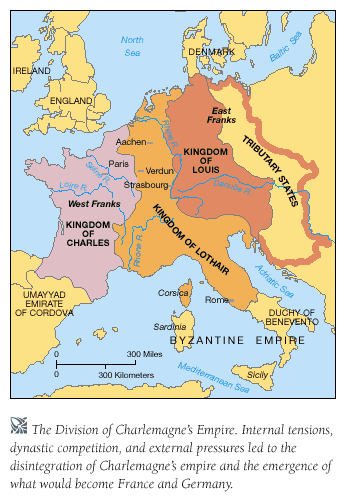 North
Sea
Baltic Sea
DENMARK
IRELAND
ENGLAND
East
Franks
Aachen
TRIBUTARY STATES
Rhine R.
Paris
KINGDOM
OF
LOUIS
Seine R.
Verdun
Strasbourg
Loire R.
Danube R.
West Franks
KINGDOM
OF
CHARLES
KINGDOM OF LOTHAIR
Rhone R.
Adriatic Sea
UMAYYAD
EMIRATE
OF CORDOVA
Corsica
Rome
DUCHY OF
BENEVENTO
Sardinia
BYZANTINE EMPIRE
0 300 Miles
0 300 Kilometers
Mediterranean Sea
Sicily
The Division of Charlemagne's Empire. Internal tensions,
dynastic competition, and external pressures led to the
disintegration of Charlemagne's empire and the emergence of
what would become France and Germany.